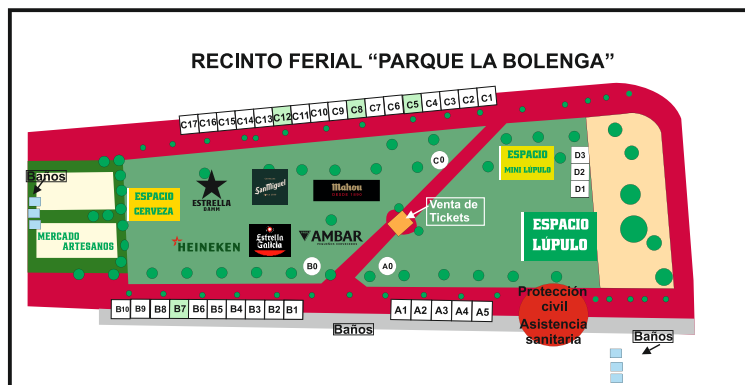 RECINTO FERIAL “PARQUE LA BOLENGA”
C17 C16 C15 C14 C13 C12 C11 C10 C9 C8 C7 C6 C5 C4 C3 C2 C1
C0
ESPACIO
MINI LÚPULO
D3
D2
D1
Baños
ESPACIO
CERVEZA
ESTRELLA
DAMM
SanMiguel
Mahou
Venta de
Tickets
ESPACIO
LÚPULO
MERCADO
ARTESANOS
HEINEKEN
Estrella
Galicia
AMBAR
B0
A0
B10 B9 B8 B7 B6 B5 B4 B3 B2 B1
A1 A2 A3 A4 A5
Protección
civil
Asistencia
sanitaria
Baños
Baños